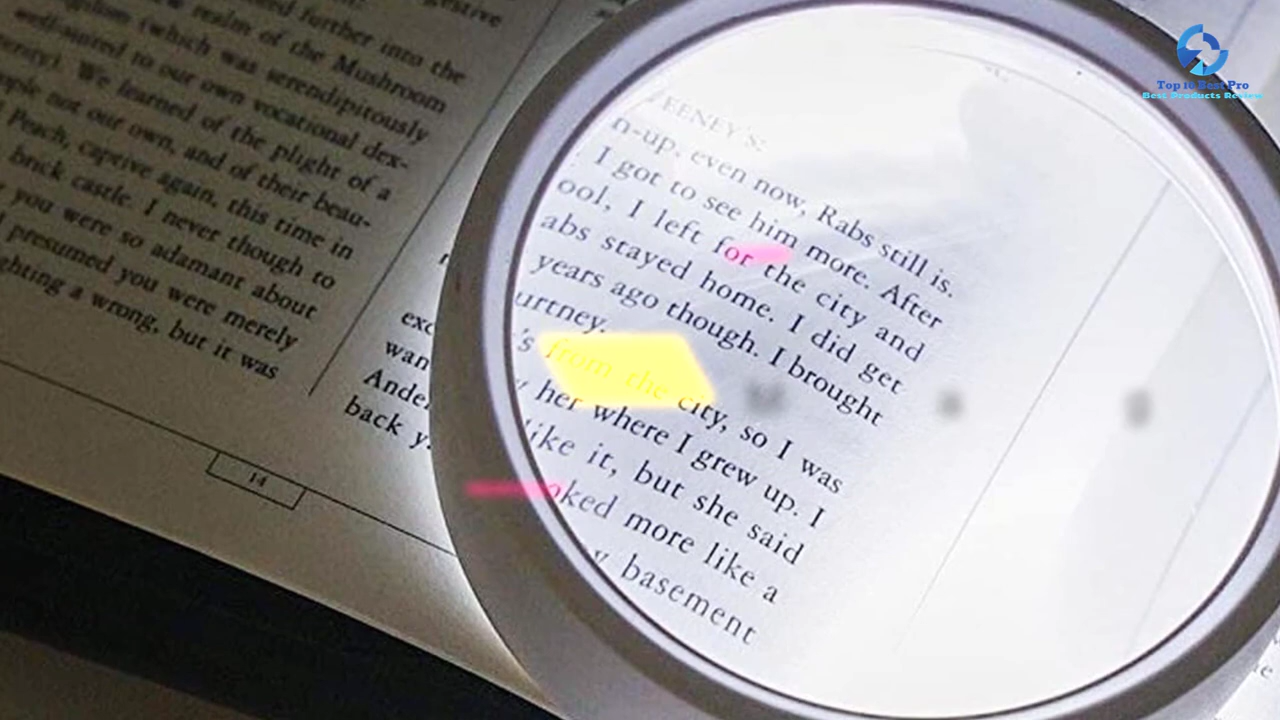 further into the
realm of the Mushroom
(which was serendipitously
to our own vocational dex-
We learned of the plight of a
not our own, and of their beau-
Peach, captive again, this time in
brick castle. I never though to
you were so adamant about
presumed you were merely
a wrong, but it was
14
wan
back y
EENEY'S:
n-up, even now, Rabs still is.
I got to see him more. After
ool, I left for the city and
abs stayed home. I did get
years ago though. I brought
urtney.
's from the city, so I was
her where I grew up. I
like it, but she said
oked more like a
y basement
Top 10 Best Pro
Best Products Review